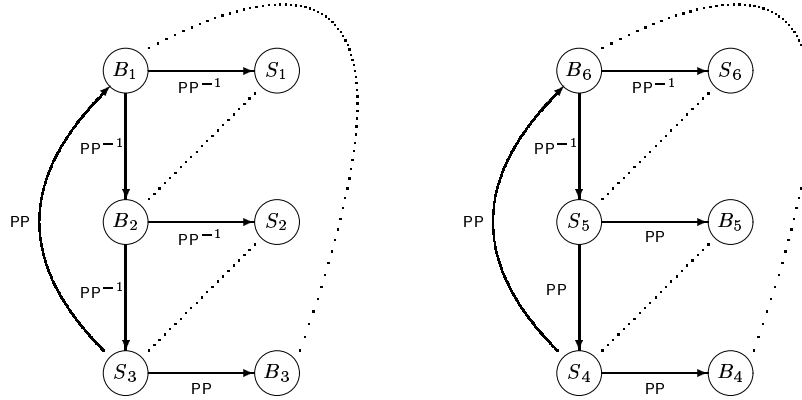 B₁ S₁ B₆ S₆
PP⁻¹ PP⁻¹
PP⁻¹ PP⁻¹
PP B₂ S₂ PP S₅ B₅
PP⁻¹ PP
PP⁻¹ PP
S₃ B₃ S₄ B₄
PP PP